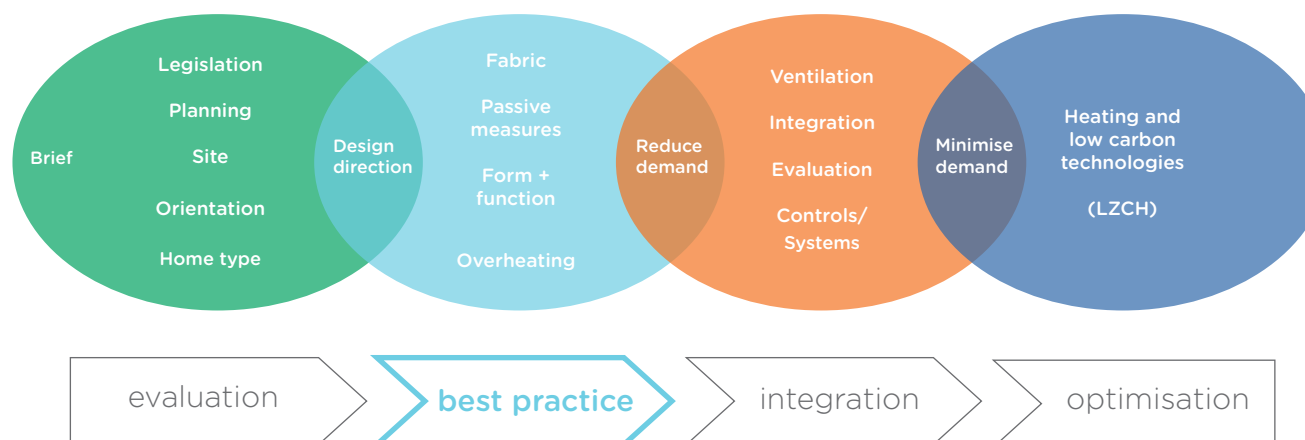 Brief
Legislation
Planning
Site
Orientation
Home type
Design
direction
Fabric
Passive
measures
Form +
function
Overheating
Reduce
demand
Ventilation
Integration
Evaluation
Controls/
Systems
Minimise
demand
Heating and
low carbon
technologies
(LZCH)
evaluation
best practice
integration
optimisation